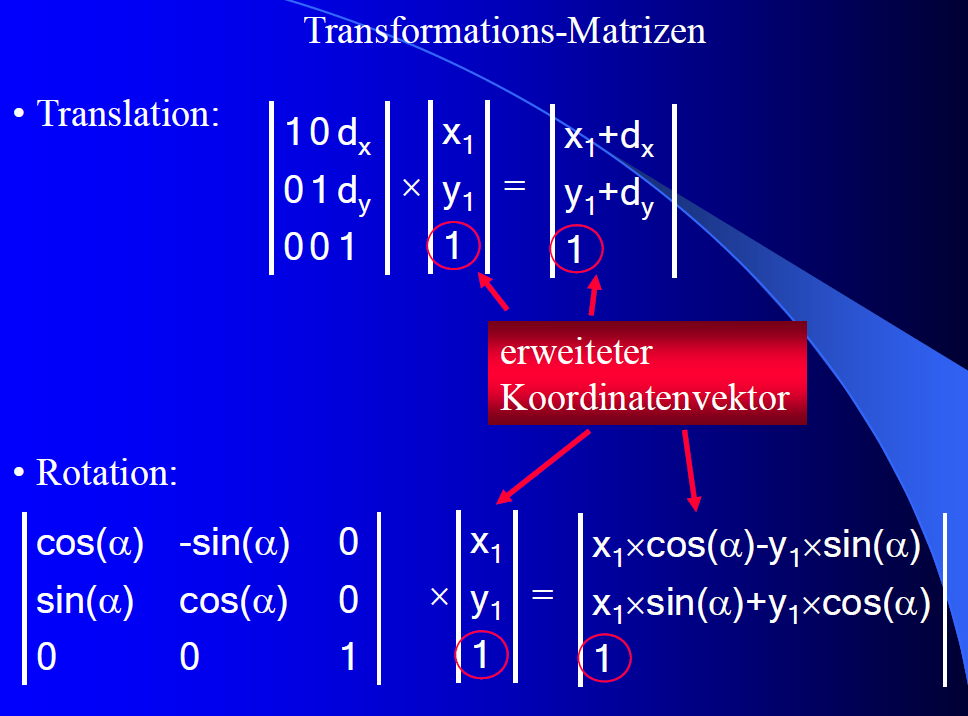 Transformations-Matrizen
• Translation:
1 0 dx   x1   x1+dx
0 1 dy × y1 = y1+dy
0 0 1   1   1
erweiteter
Koordinatenvektor
• Rotation:
cos(α) -sin(α) 0   x1   x1×cos(α)-y1×sin(α)
sin(α) cos(α) 0 × y1 = x1×sin(α)+y1×cos(α)
0 0 1   1   1